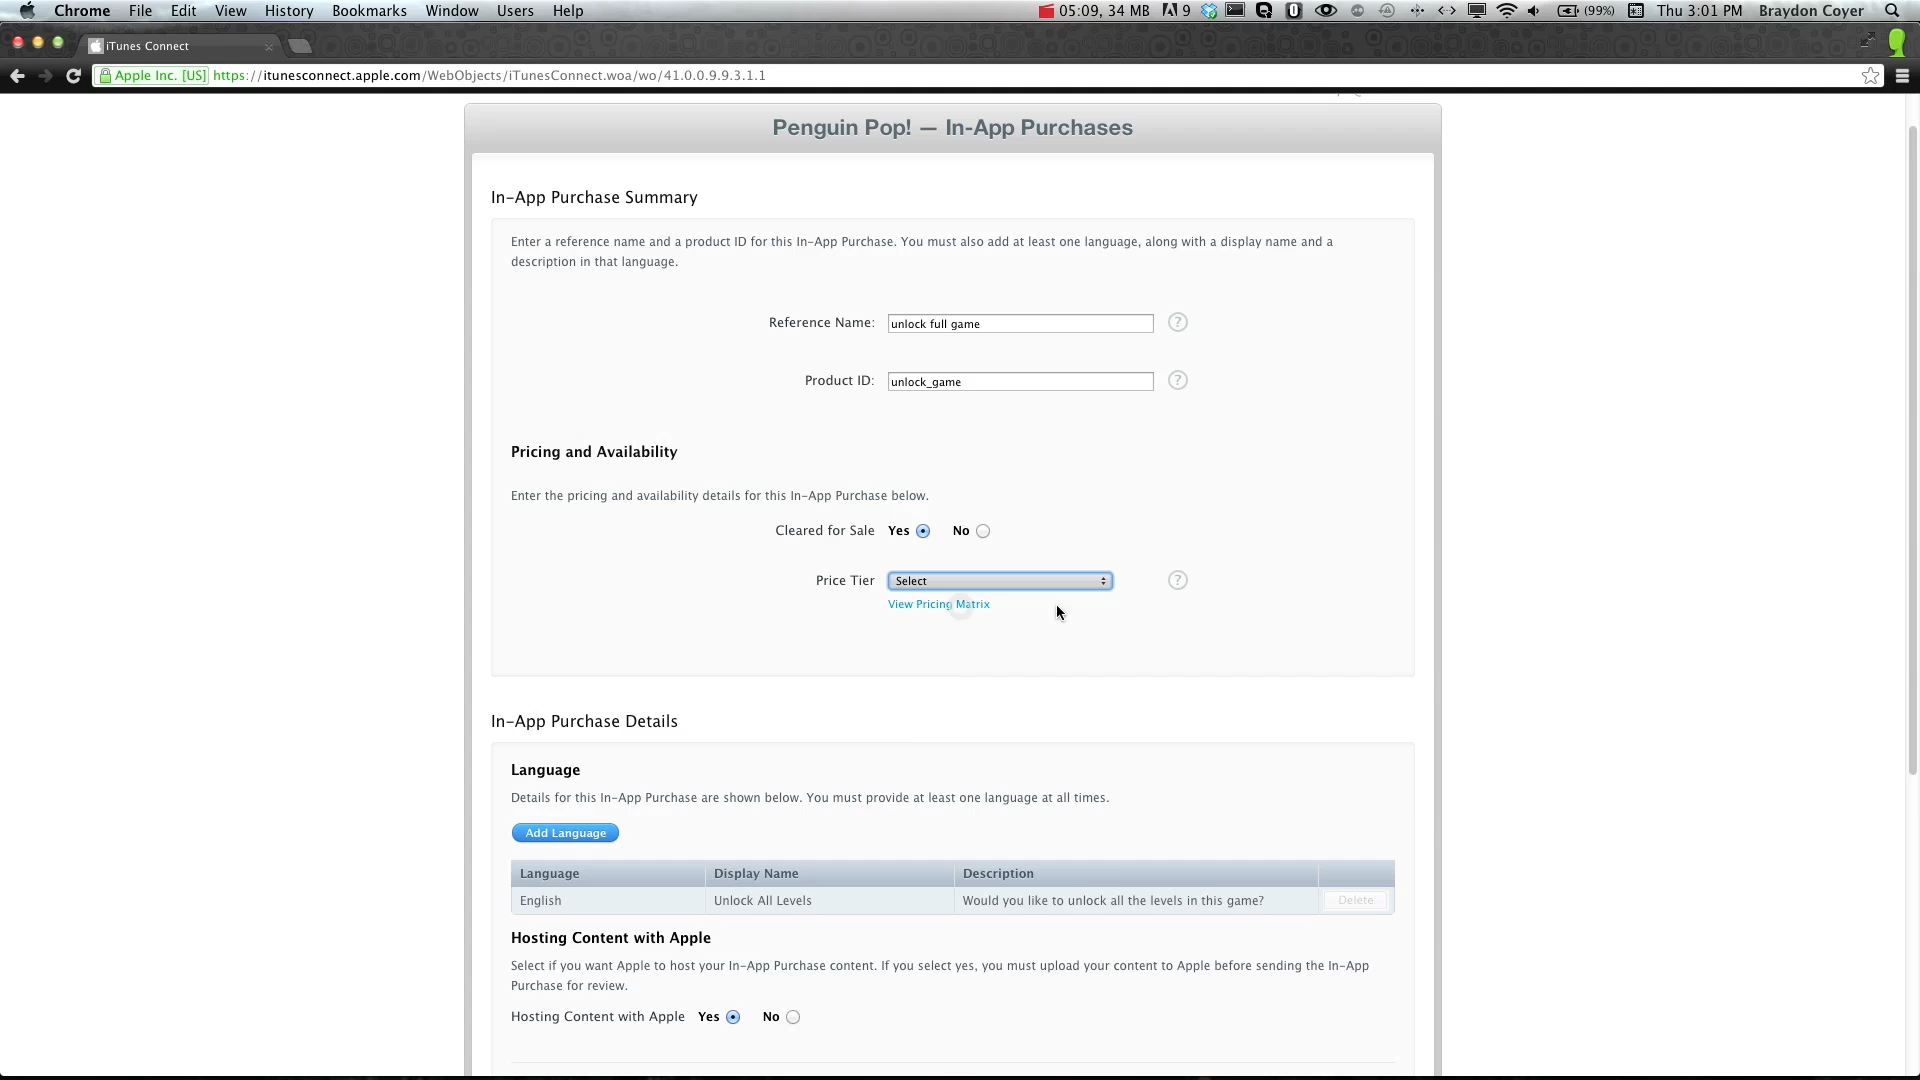 Chrome File Edit View History Bookmarks Window Users Help 05:09, 34 MB 9 (99%) Thu 3:01 PM Braydon Coyer
iTunes Connect
Apple Inc. [US] https://itunesconnect.apple.com/WebObjects/iTunesConnect.woa/wo/41.0.0.9.9.3.1.1
Penguin Pop! — In-App Purchases
In-App Purchase Summary
Enter a reference name and a product ID for this In-App Purchase. You must also add at least one language, along with a display name and a
description in that language.
Reference Name: unlock full game ?
Product ID: unlock_game ?
Pricing and Availability
Enter the pricing and availability details for this In-App Purchase below.
Cleared for Sale Yes No
Price Tier Select ?
View Pricing Matrix
In-App Purchase Details
Language
Details for this In-App Purchase are shown below. You must provide at least one language at all times.
Add Language
Language Display Name Description
English Unlock All Levels Would you like to unlock all the levels in this game? Delete
Hosting Content with Apple
Select if you want Apple to host your In-App Purchase content. If you select yes, you must upload your content to Apple before sending the In-App
Purchase for review.
Hosting Content with Apple Yes No